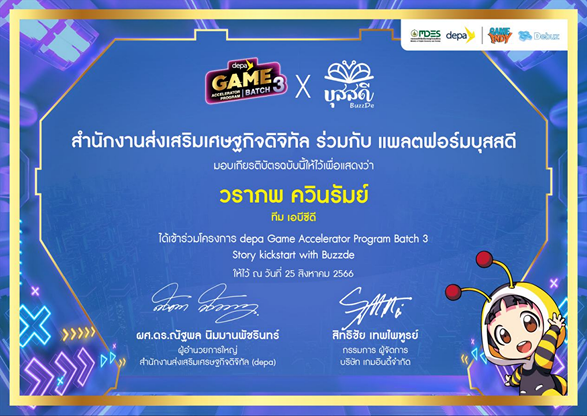 MDES depa GAME INDY Debuz
depa
GAME
ACCELERATOR PROGRAM BATCH 3
X
บุสสดี
BuzzDe
สำนักงานส่งเสริมเศรษฐกิจดิจิทัล ร่วมกับ แพลตฟอร์มบุสสดี
มอบเกียรติบัตรฉบับนี้ให้ไว้เพื่อแสดงว่า
วราภพ ควินรัมย์
ทีม เอบีซีดี
ได้เข้าร่วมโครงการ depa Game Accelerator Program Batch 3
Story kickstart with Buzzde
ให้ไว้ ณ วันที่ 25 สิงหาคม 2566
ผศ.ดร.ณัฐพล นิมมานพัชรินทร์
ผู้อำนวยการใหญ่
สำนักงานส่งเสริมเศรษฐกิจดิจิทัล (depa)
สิทธิชัย เทพไพฑูรย์
กรรมการ ผู้จัดการ
บริษัท เกมอินดี้จำกัด